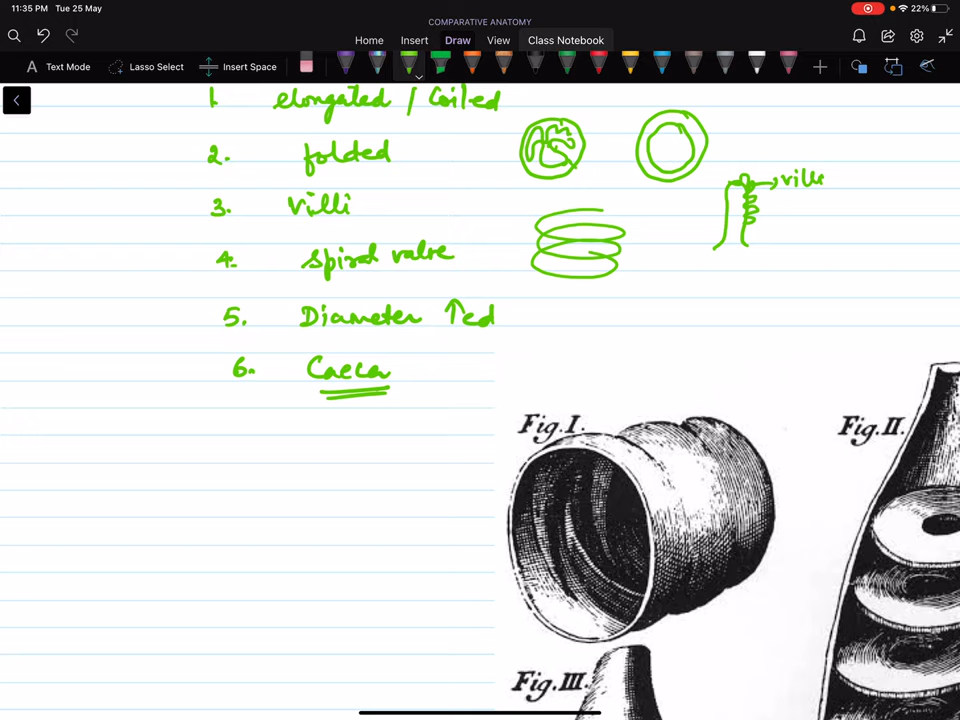 11:35 PM Tue 25 May
22%
COMPARATIVE ANATOMY
Home Insert Draw View Class Notebook
Text Mode Lasso Select Insert Space
1. elongated / Coiled
2. folded
3. villi
4. spiral valve
5. Diameter ↑ed
6. Caeca
villi
Fig.I.
Fig.II.
Fig.III.